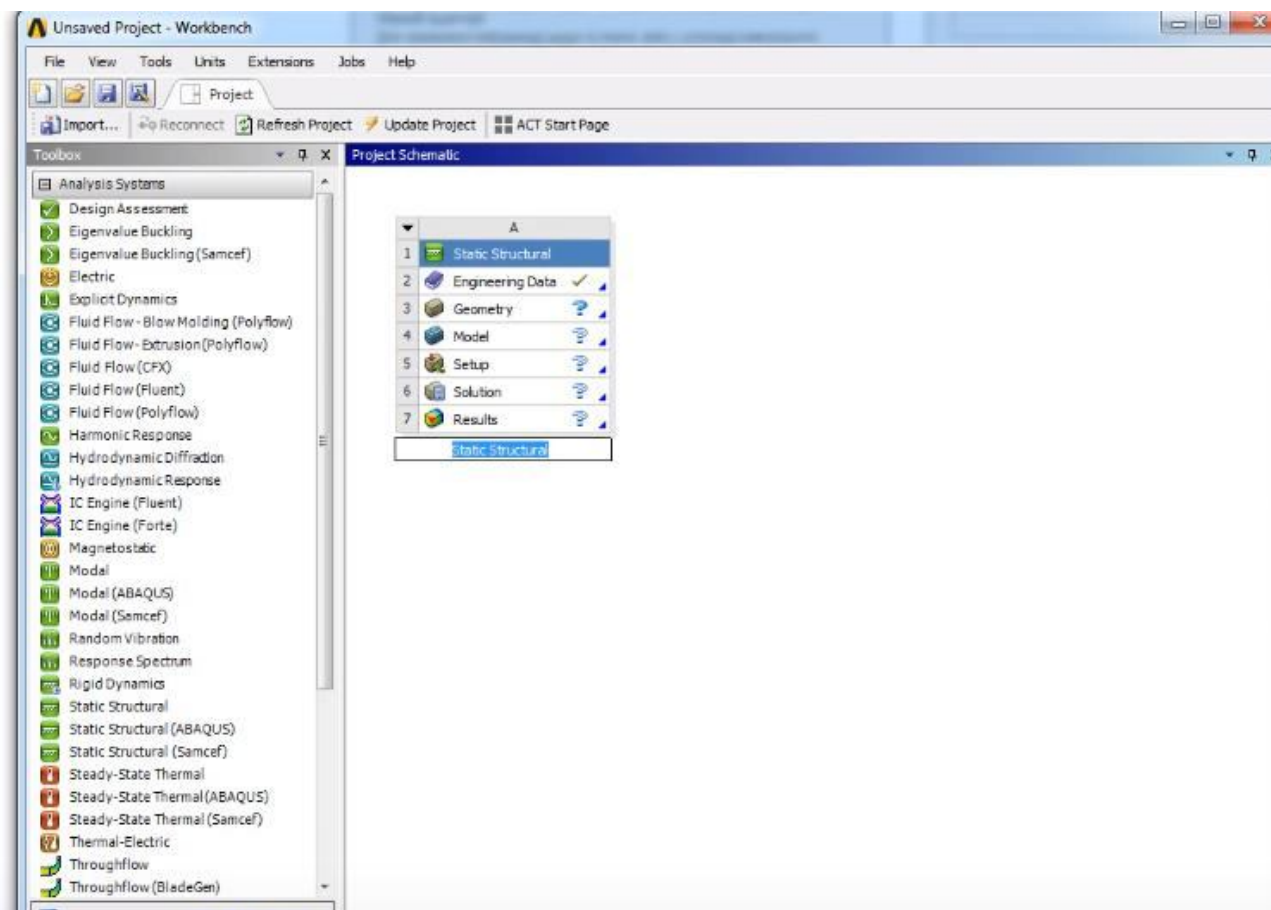 Unsaved Project - Workbench
File View Tools Units Extensions Jobs Help
Project
Import... Reconnect Refresh Project Update Project ACT Start Page
Toolbox
Project Schematic
Analysis Systems
Design Assessment
Eigenvalue Buckling
Eigenvalue Buckling (Samcef)
Electric
Explicit Dynamics
Fluid Flow - Blow Molding (Polyflow)
Fluid Flow - Extrusion (Polyflow)
Fluid Flow (CFX)
Fluid Flow (Fluent)
Fluid Flow (Polyflow)
Harmonic Response
Hydrodynamic Diffraction
Hydrodynamic Response
IC Engine (Fluent)
IC Engine (Forte)
Magnetostatic
Modal
Modal (ABAQUS)
Modal (Samcef)
Random Vibration
Response Spectrum
Rigid Dynamics
Static Structural
Static Structural (ABAQUS)
Static Structural (Samcef)
Steady-State Thermal
Steady-State Thermal (ABAQUS)
Steady-State Thermal (Samcef)
Thermal-Electric
Throughflow
Throughflow (BladeGen)
A
1 Static Structural
2 Engineering Data
3 Geometry ?
4 Model ?
5 Setup ?
6 Solution ?
7 Results ?
Static Structural